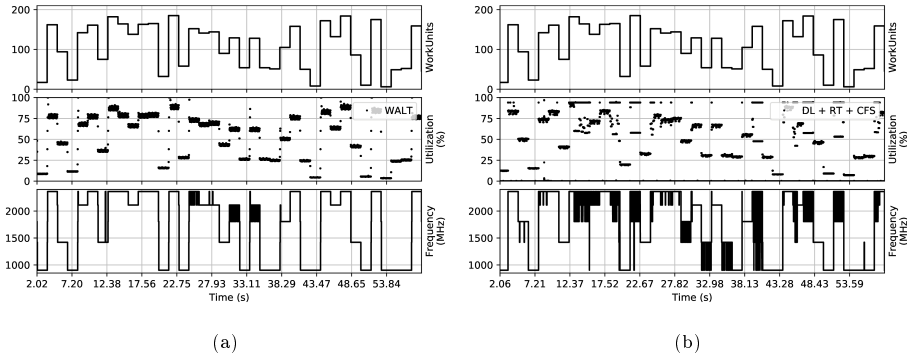 200
100
0
WorkUnits
100
75
50
25
0
WALT
Utilization
(%)
2000
1500
1000
Frequency
(MHz)
2.02 7.20 12.38 17.56 22.75 27.93 33.11 38.29 43.47 48.65 53.84
Time (s)
(a)
200
100
0
WorkUnits
100
75
50
25
0
DL + RT + CFS
Utilization
(%)
2000
1500
1000
Frequency
(MHz)
2.06 7.21 12.37 17.52 22.67 27.82 32.98 38.13 43.28 48.43 53.59
Time (s)
(b)